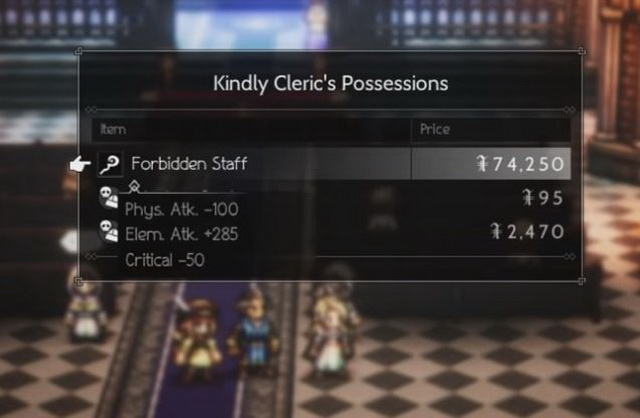 Kindly Cleric's Possessions
Item Price
Forbidden Staff 74,250
95
2,470
Phys. Atk. -100
Elem. Atk. +285
Critical -50